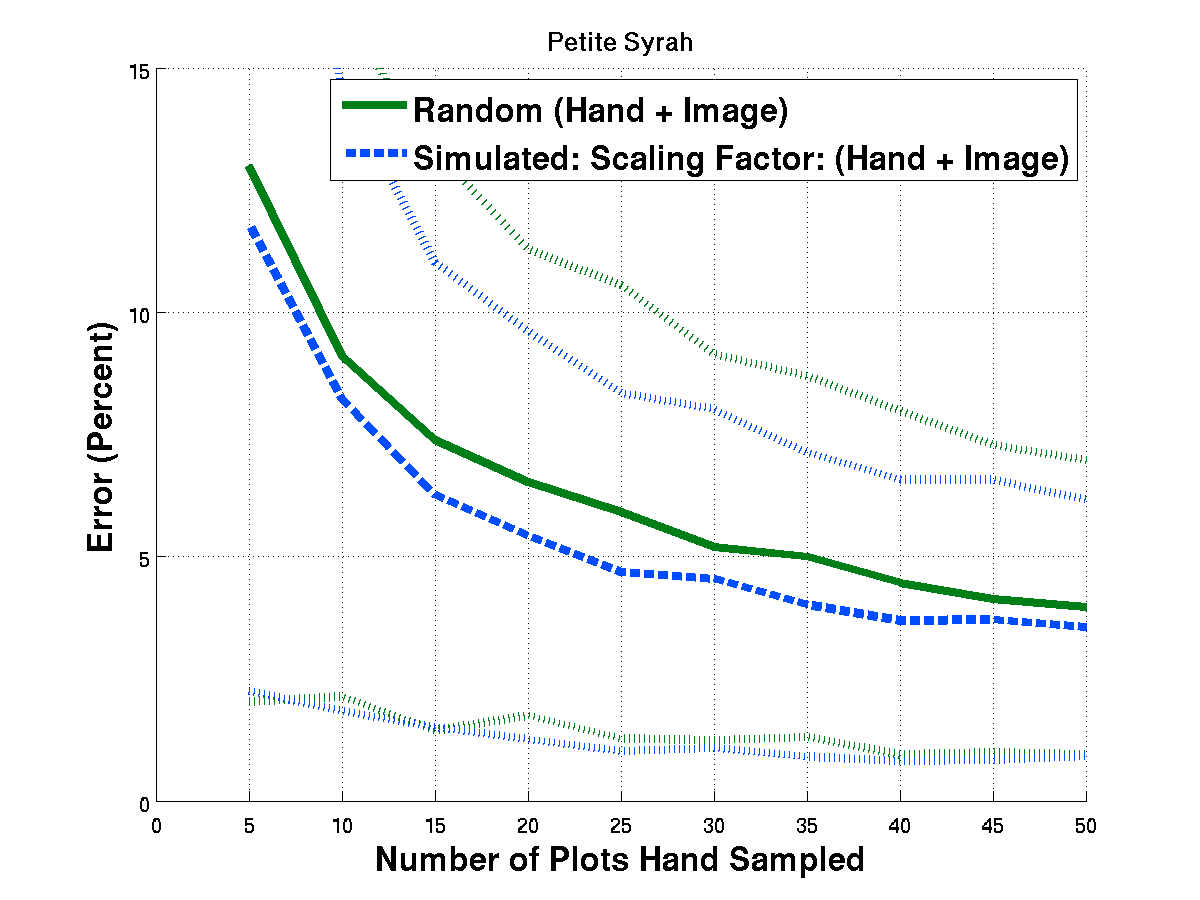 Petite Syrah
Random (Hand + Image)
Simulated: Scaling Factor: (Hand + Image)
15
10
5
0
Error (Percent)
0 5 10 15 20 25 30 35 40 45 50
Number of Plots Hand Sampled